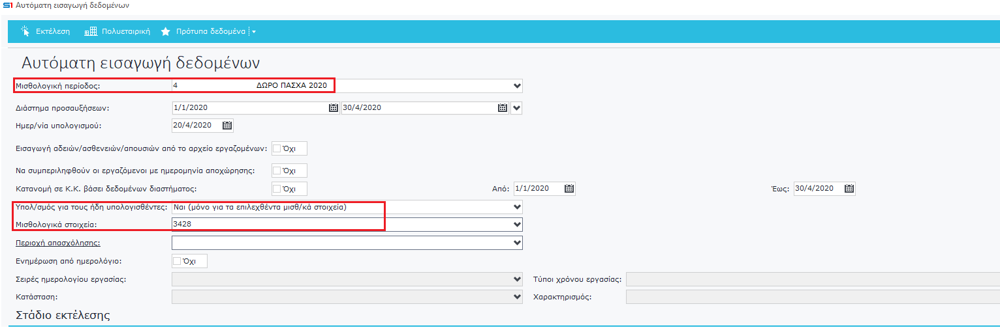 S1 Αυτόματη εισαγωγή δεδομένων
Εκτέλεση Πολυεταιρική Πρότυπα δεδομένα
Αυτόματη εισαγωγή δεδομένων
Μισθολογική περίοδος: 4 ΔΩΡΟ ΠΑΣΧΑ 2020
Διάστημα προσαυξήσεων: 1/1/2020 30/4/2020
Ημερ/νία υπολογισμού: 20/4/2020
Εισαγωγή αδειών/ασθενειών/απουσιών από το αρχείο εργαζομένων: Όχι
Να συμπεριληφθούν οι εργαζόμενοι με ημερομηνία αποχώρησης: Όχι
Κατανομή σε Κ.Κ. βάσει δεδομένων διαστήματος: Όχι Από: 1/1/2020 Έως: 30/4/2020
Υπολ/σμός για τους ήδη υπολογισθέντες: Ναι (μόνο για τα επιλεχθέντα μισθ/κά στοιχεία)
Μισθολογικά στοιχεία: 3428
Περιοχή απασχόλησης:
Ενημέρωση από ημερολόγιο: Όχι
Σειρές ημερολογίου εργασίας: Τύποι χρόνου εργασίας:
Κατάσταση: Χαρακτηρισμός:
Στάδιο εκτέλεσης